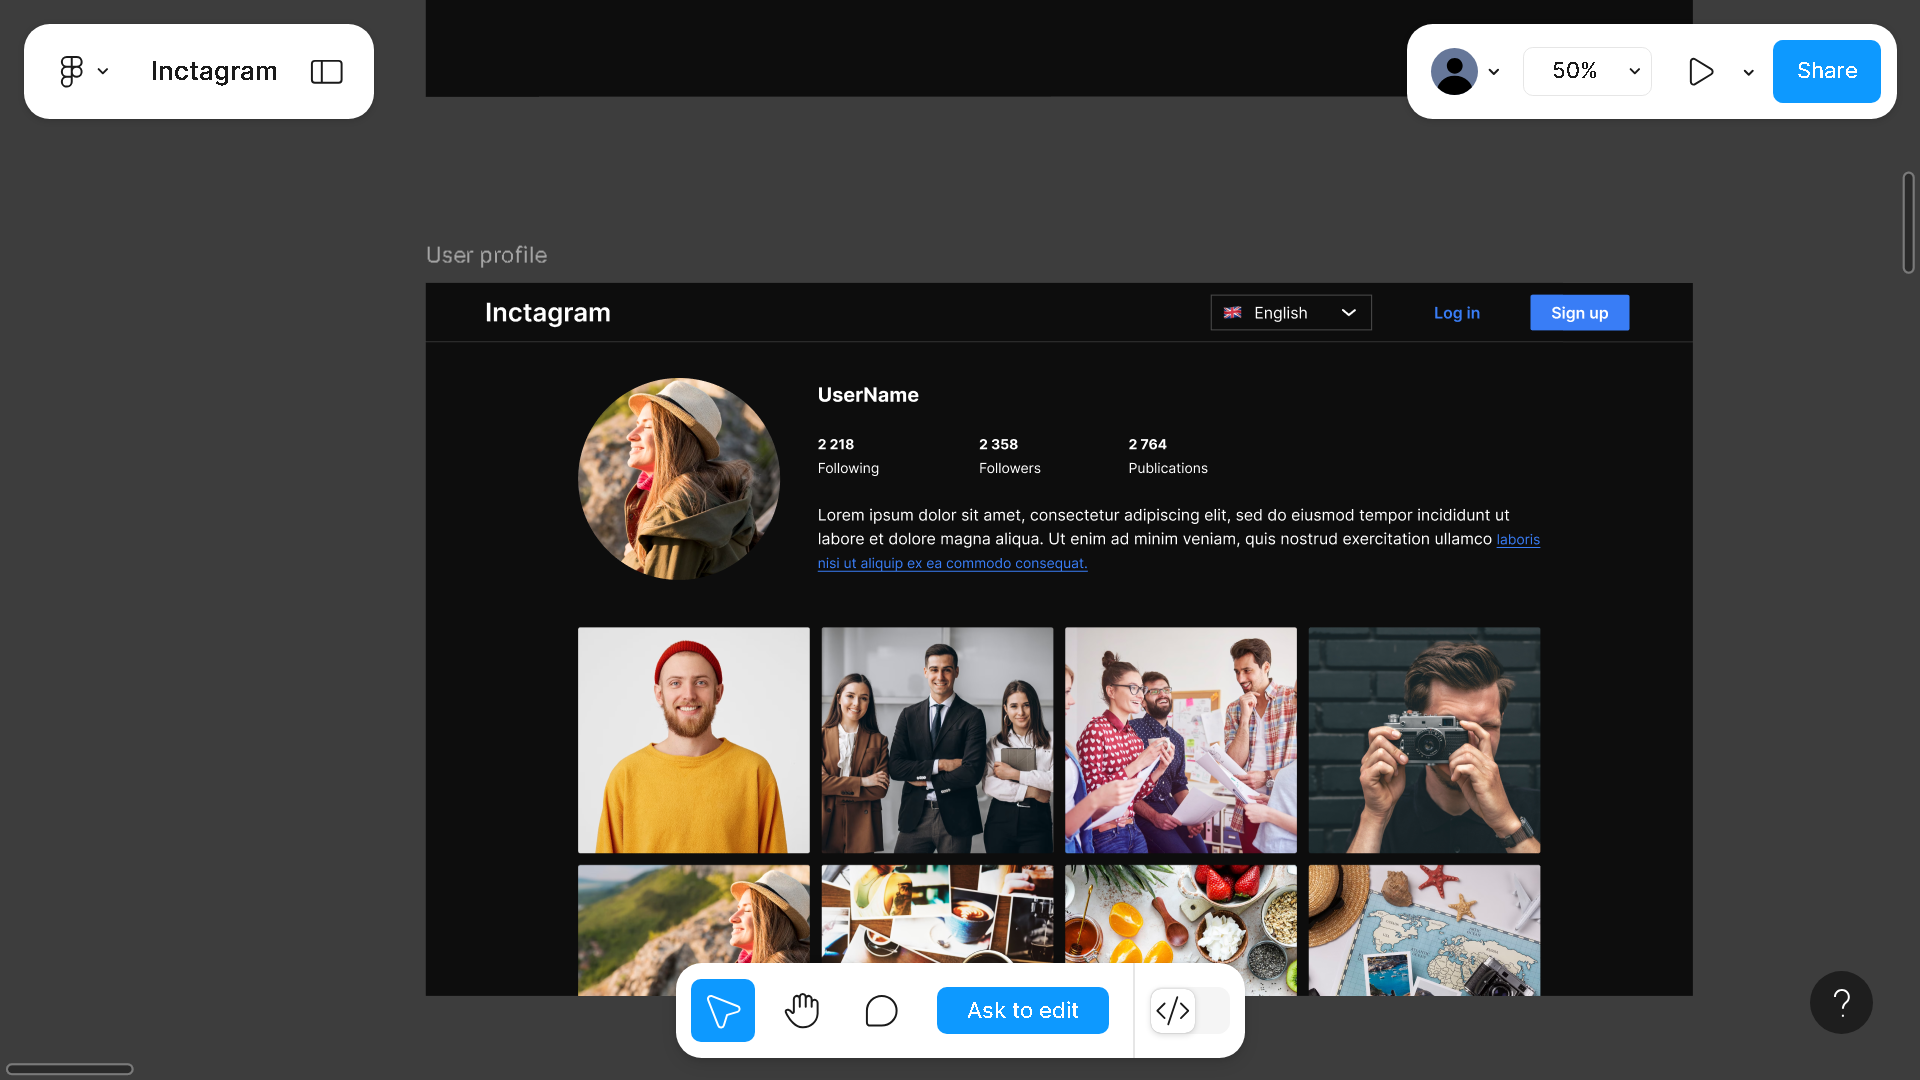 Inctagram
50%
Share
User profile
Inctagram
English
Log in
Sign up
UserName
2 218
2 358
2 764
Following
Followers
Publications
Lorem ipsum dolor sit amet, consectetur adipiscing elit, sed do eiusmod tempor incididunt ut
labore et dolore magna aliqua. Ut enim ad minim veniam, quis nostrud exercitation ullamco laboris
nisi ut aliquip ex ea commodo consequat.
Ask to edit
</>
?